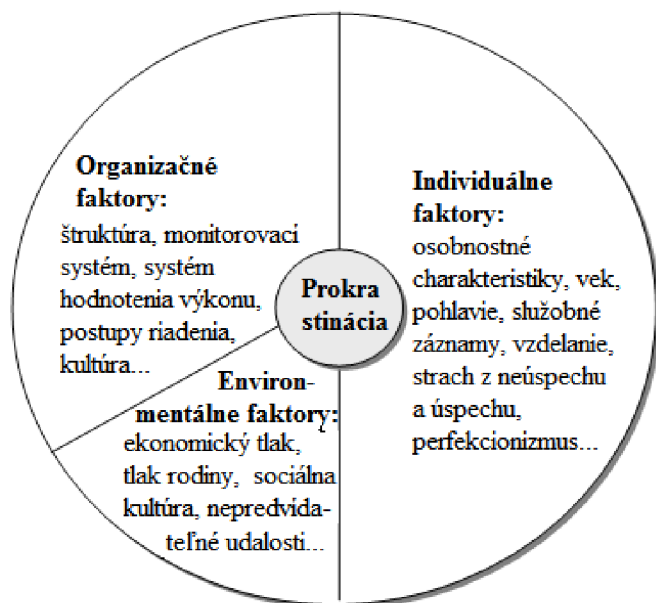 Organizačné
faktory:
štruktúra, monitorovací
systém, systém
hodnotenia výkonu,
postupy riadenia,
kultúra...
Prokra
stinácia
Individuálne
faktory:
osobnostné
charakteristiky, vek,
pohlavie, služobné
záznamy, vzdelanie,
strach z neúspechu
a úspechu,
perfekcionizmus...
Environ-
mentálne faktory:
ekonomický tlak,
tlak rodiny, sociálna
kultúra, nepredvída-
teľné udalosti...